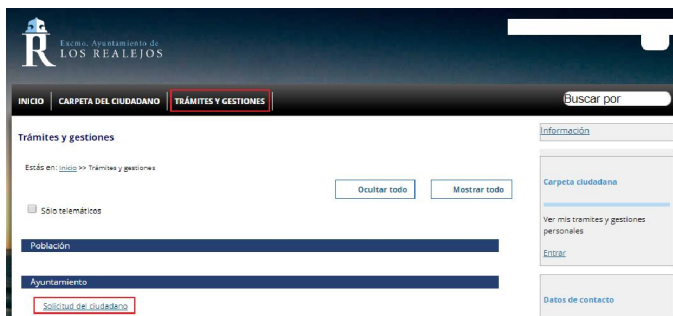 Excmo. Ayuntamiento de
LOS REALEJOS
INICIO
CARPETA DEL CIUDADANO
TRÁMITES Y GESTIONES
Buscar por
Trámites y gestiones
Estás en: Inicio >> Trámites y gestiones
Ocultar todo
Mostrar todo
Sólo telemáticos
Población
Ayuntamiento
Solicitud del ciudadano
Información
Carpeta ciudadana
Ver mis tramites y gestiones
personales
Entrar
Datos de contacto